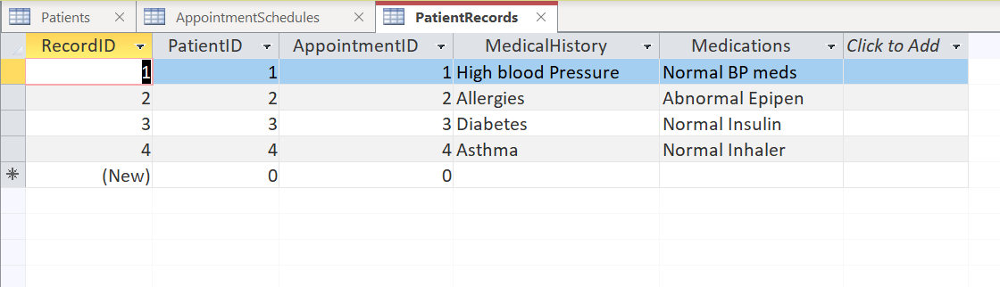 Patients AppointmentSchedules PatientRecords
RecordID PatientID AppointmentID MedicalHistory Medications Click to Add
1 1 1 High blood Pressure Normal BP meds
2 2 2 Allergies Abnormal Epipen
3 3 3 Diabetes Normal Insulin
4 4 4 Asthma Normal Inhaler
(New) 0 0